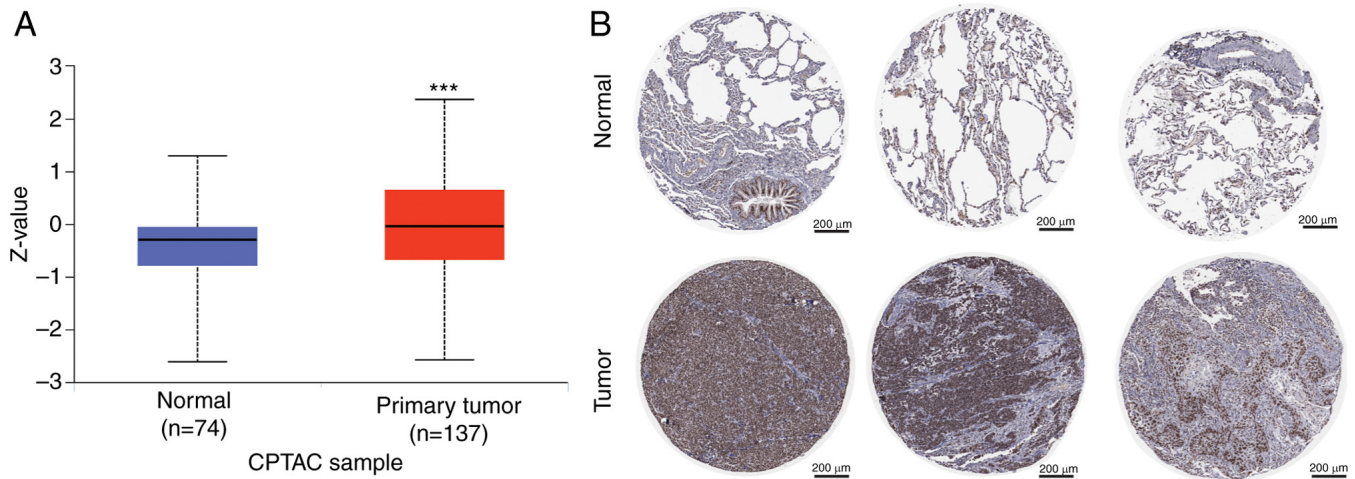 A
3
2
1
0
−1
−2
−3
Z-value
***
Normal
(n=74)
Primary tumor
(n=137)
CPTAC sample
B
Normal
200 μm
200 μm
200 μm
Tumor
200 μm
200 μm
200 μm